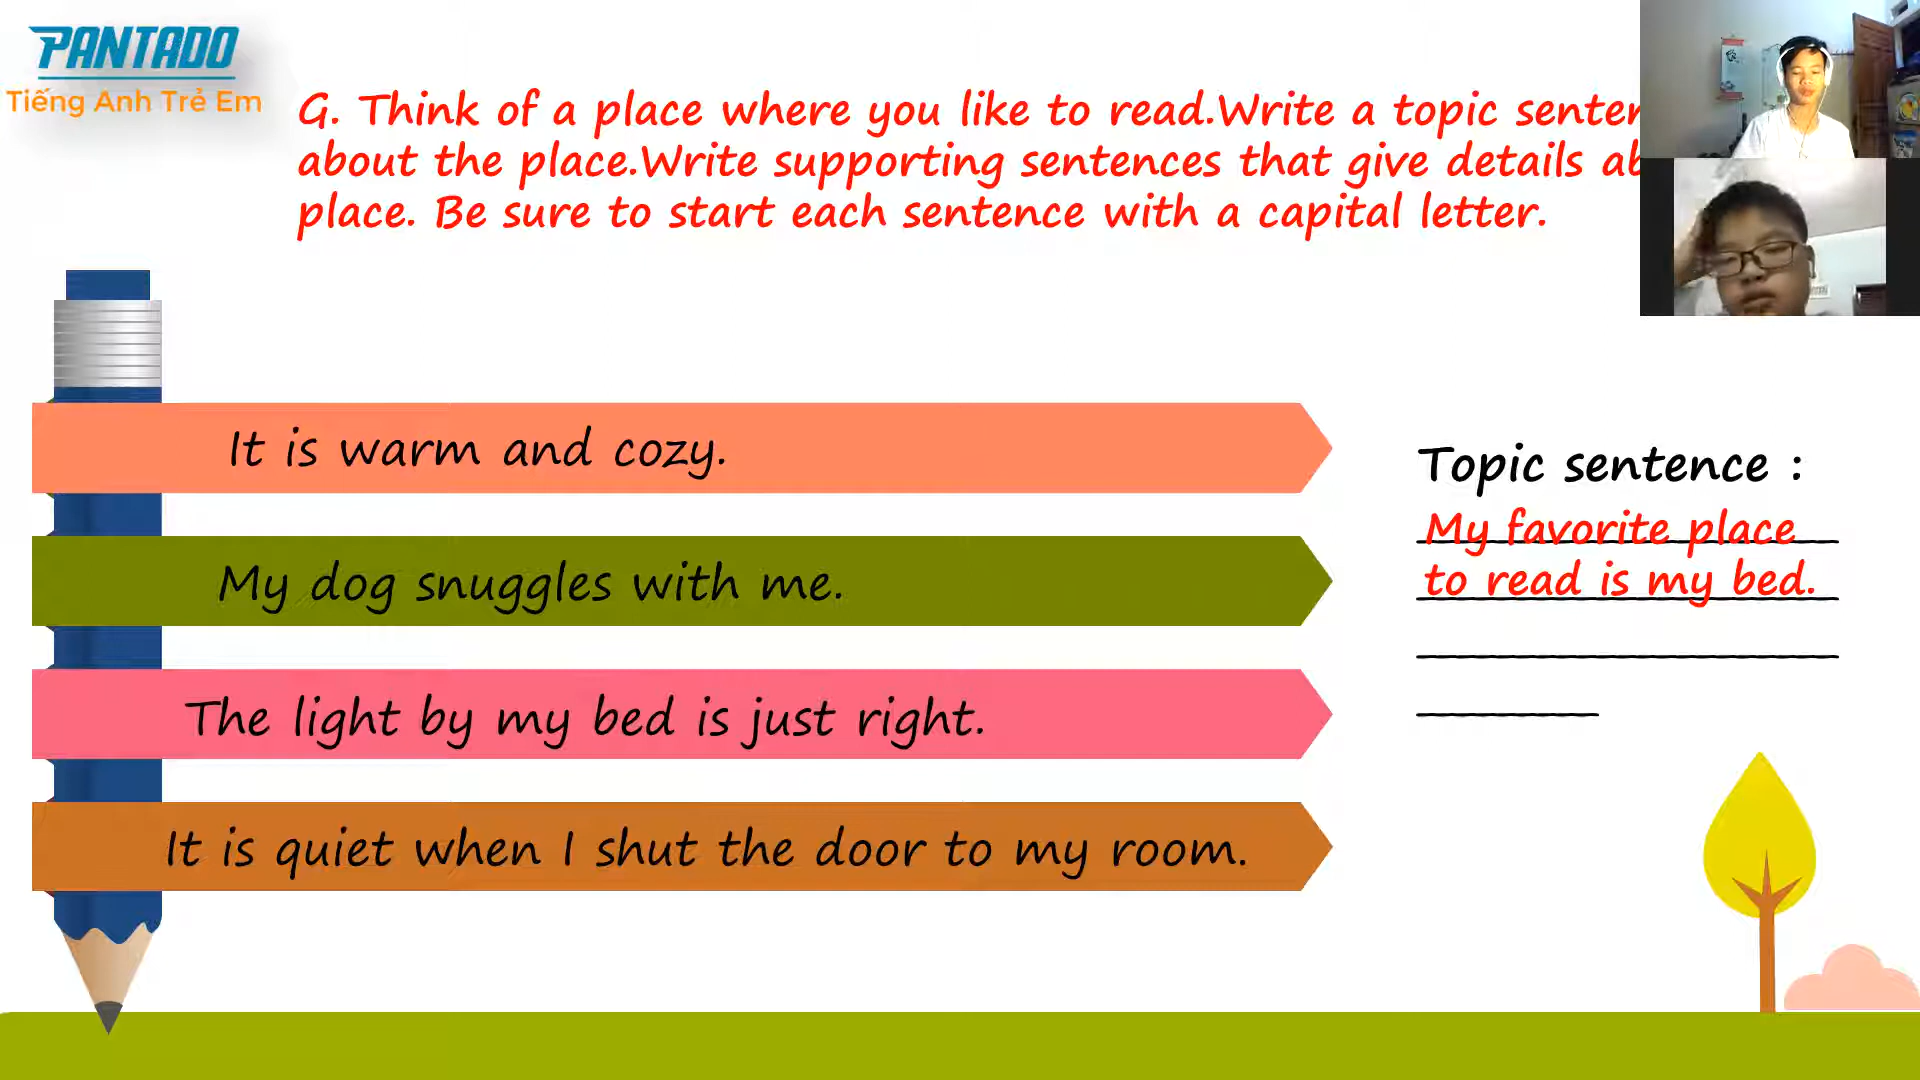 PANTADO
Tiếng Anh Trẻ Em
G. Think of a place where you like to read.Write a topic
about the place.Write supporting sentences that give details
place. Be sure to start each sentence with a capital letter.
It is warm and cozy.
My dog snuggles with me.
The light by my bed is just right.
It is quiet when I shut the door to my room.
Topic sentence :
My favorite place
to read is my bed.